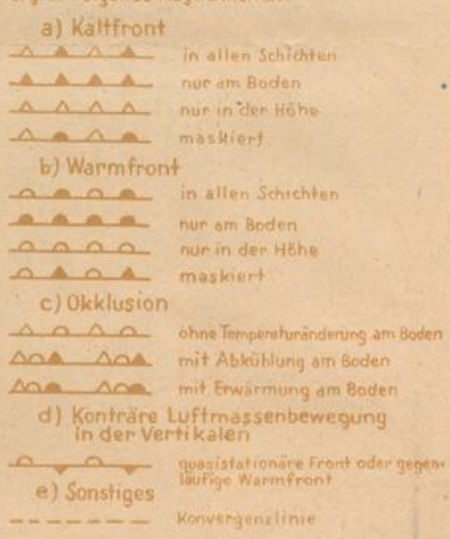 a) Kaltfront
in allen Schichten
nur am Boden
nur in der Höhe
maskiert
b) Warmfront
in allen Schichten
nur am Boden
nur in der Höhe
maskiert
c) Okklusion
ohne Temperaturänderung am Boden
mit Abkühlung am Boden
mit Erwärmung am Boden
d) Konträre Luftmassenbewegung
in der Vertikalen
quasistationäre Front oder gegen-
läufige Warmfront
e) Sonstiges
Konvergenzlinie